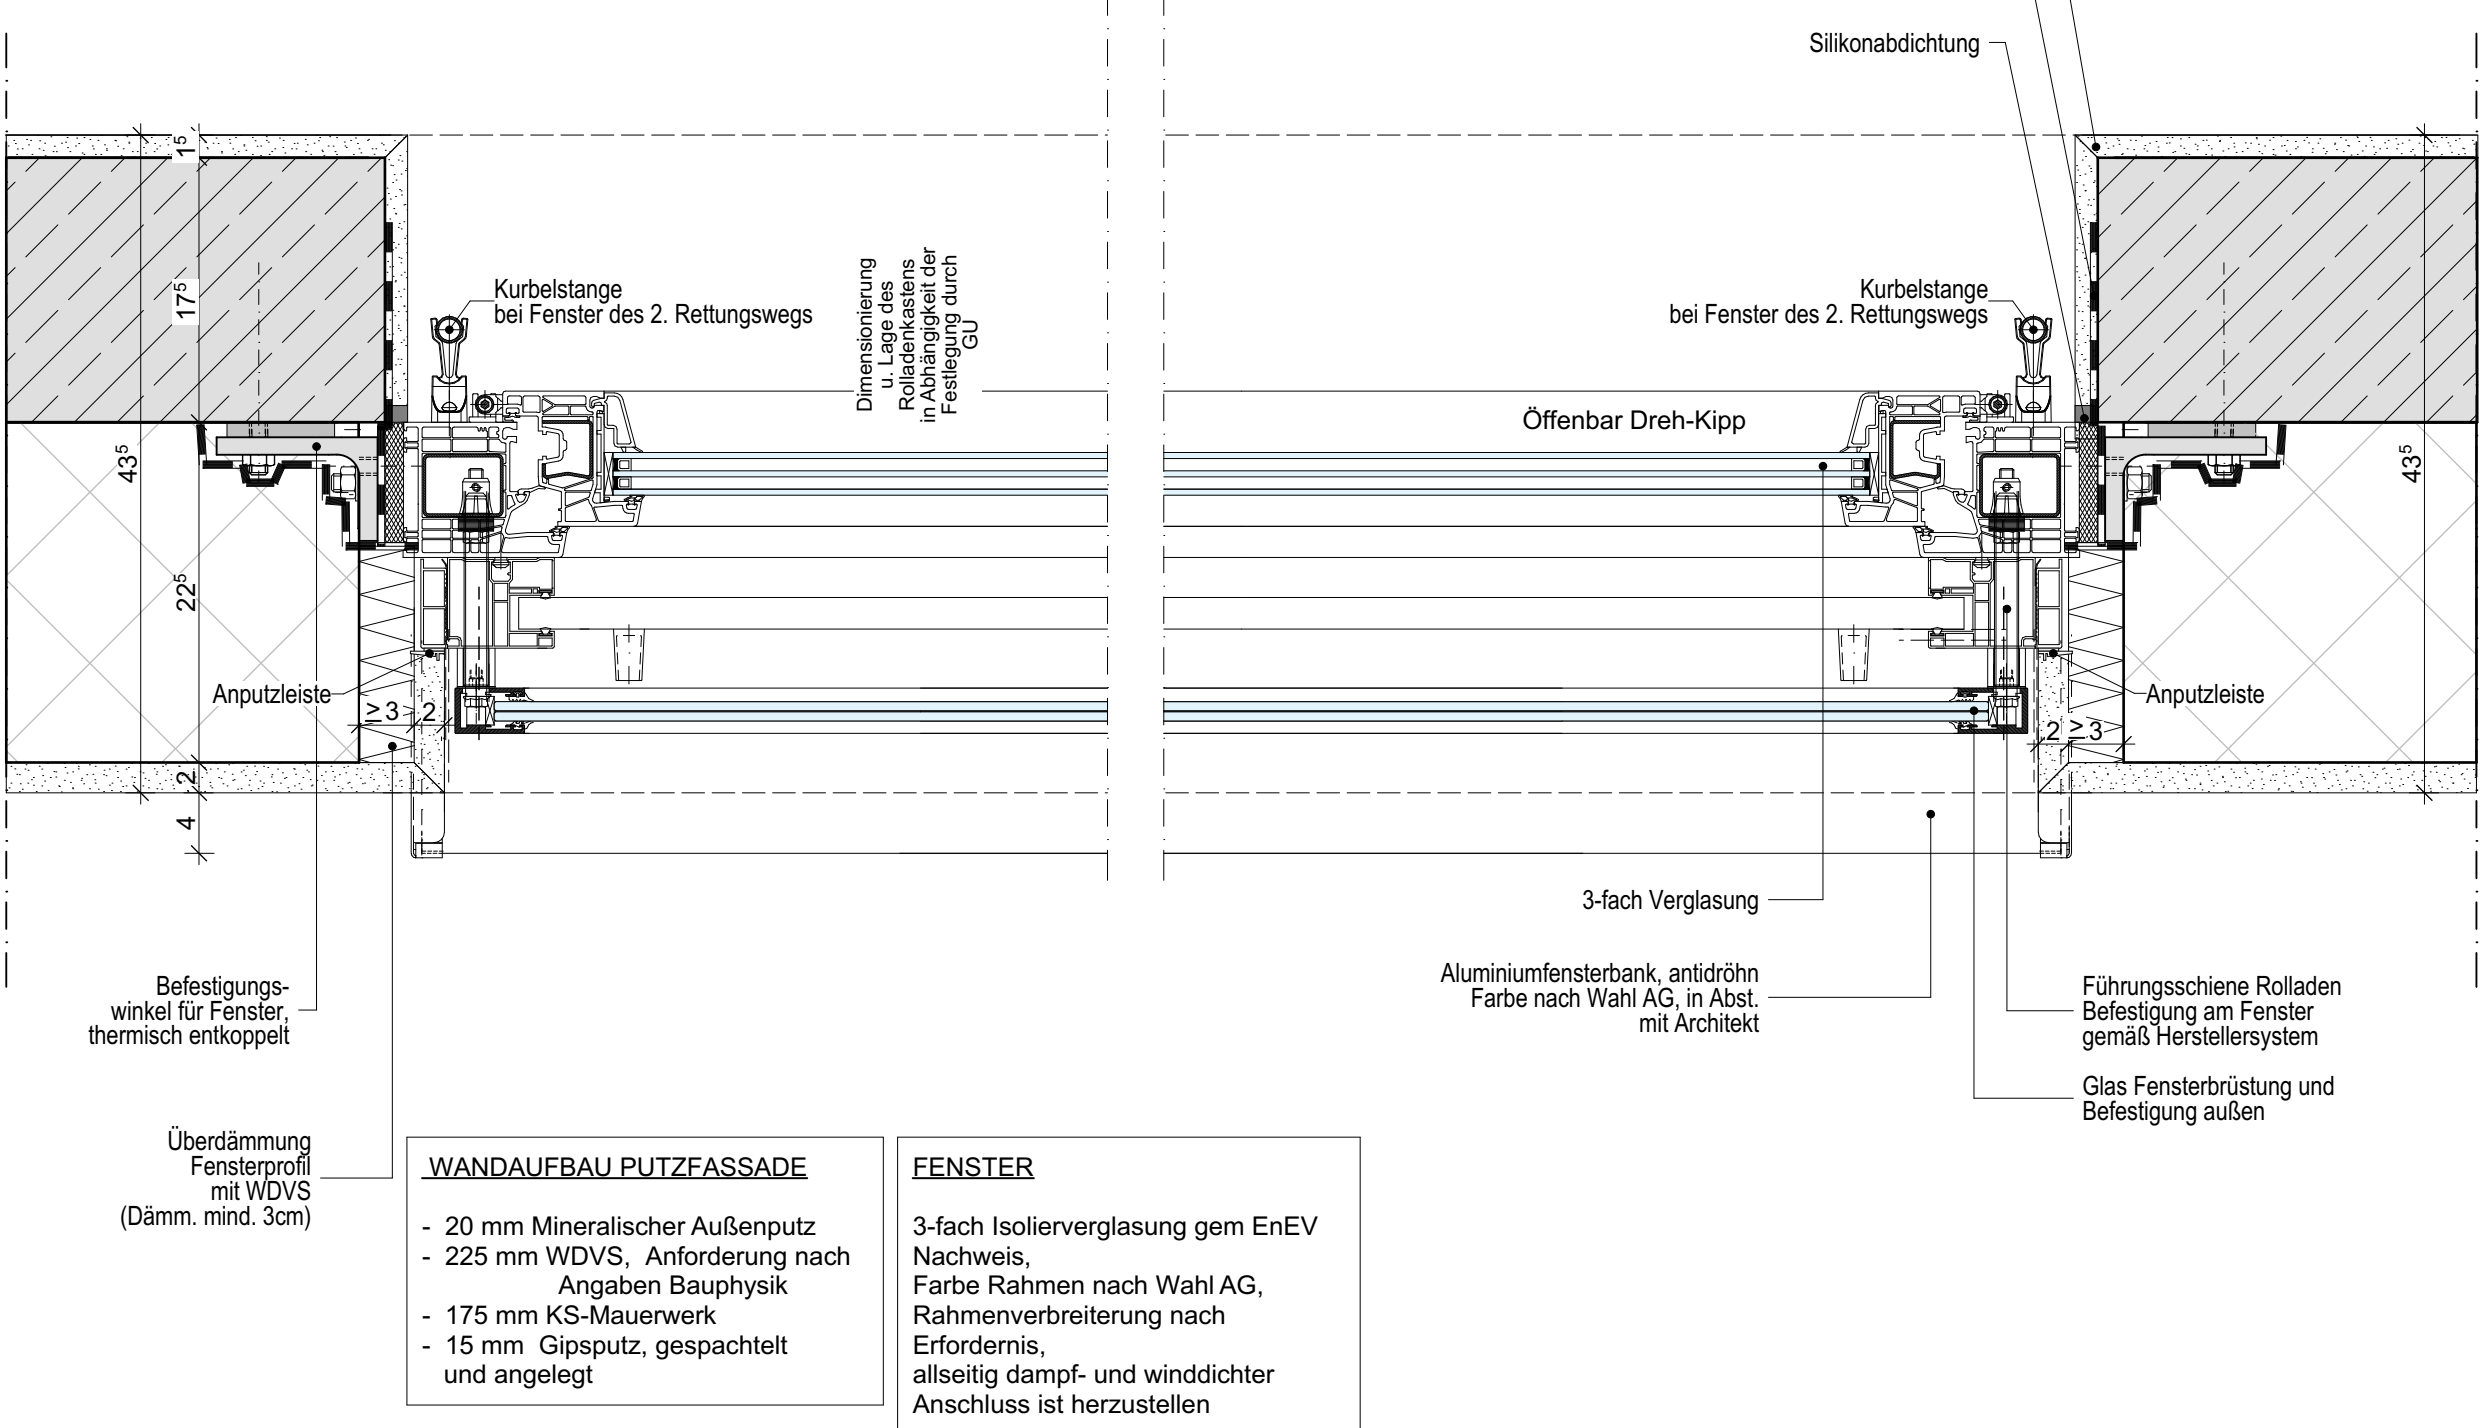 Silikonabdichtung
1⁵
17⁵
43⁵
22⁵
2
4
Kurbelstange
bei Fenster des 2. Rettungswegs
Dimensionierung
u. Lage des
Rolladenkastens
in Abhängigkeit der
Festlegung durch
GU
Kurbelstange
bei Fenster des 2. Rettungswegs
Öffenbar Dreh-Kipp
43⁵
Anputzleiste
≥3
2
Anputzleiste
2
≥3
3-fach Verglasung
Aluminiumfensterbank, antidröhn
Farbe nach Wahl AG, in Abst.
mit Architekt
Befestigungs-
winkel für Fenster,
thermisch entkoppelt
Führungsschiene Rolladen
Befestigung am Fenster
gemäß Herstellersystem
Glas Fensterbrüstung und
Befestigung außen
Überdämmung
Fensterprofil
mit WDVS
(Dämm. mind. 3cm)
WANDAUFBAU PUTZFASSADE
- 20 mm Mineralischer Außenputz
- 225 mm WDVS, Anforderung nach
Angaben Bauphysik
- 175 mm KS-Mauerwerk
- 15 mm Gipsputz, gespachtelt
und angelegt
FENSTER
3-fach Isolierverglasung gem EnEV
Nachweis,
Farbe Rahmen nach Wahl AG,
Rahmenverbreiterung nach
Erfordernis,
allseitig dampf- und winddichter
Anschluss ist herzustellen